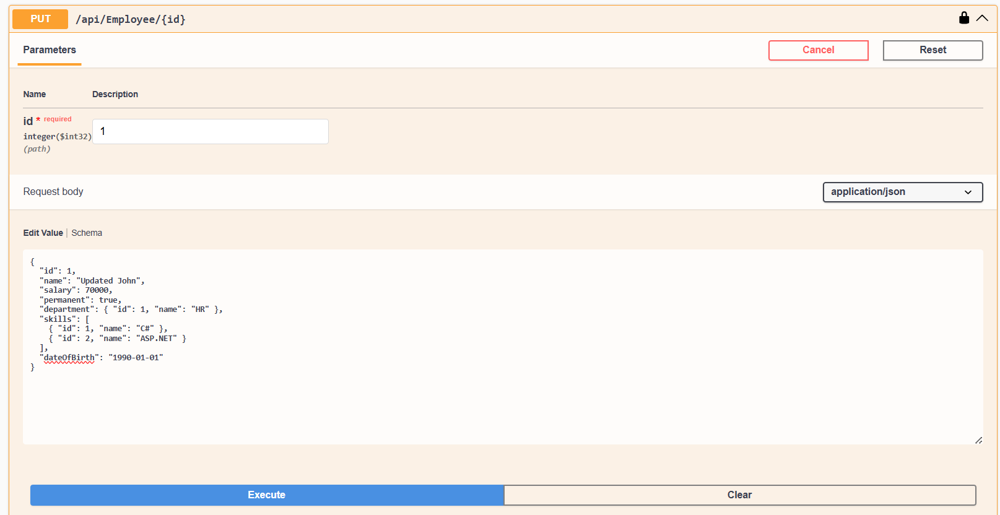 PUT /api/Employee/{id}
Parameters Cancel Reset
Name Description
id * required
integer($int32) 1
(path)
Request body application/json
Edit Value | Schema
{
  "id": 1,
  "name": "Updated John",
  "salary": 70000,
  "permanent": true,
  "department": { "id": 1, "name": "HR" },
  "skills": [
    { "id": 1, "name": "C#" },
    { "id": 2, "name": "ASP.NET" }
  ],
  "dateOfBirth": "1990-01-01"
}
Execute Clear